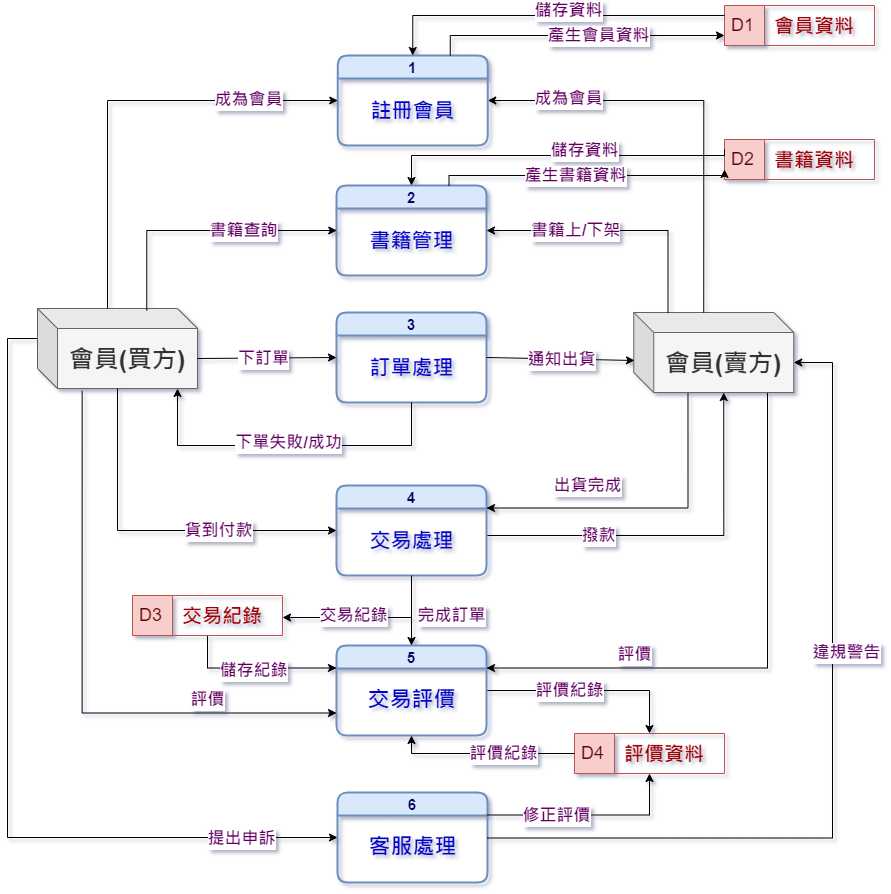 儲存資料
D1 會員資料
產生會員資料
1
成為會員
註冊會員
成為會員
儲存資料
D2 書籍資料
產生書籍資料
2
書籍查詢
書籍管理
書籍上/下架
3
會員(買方)
下訂單
訂單處理
通知出貨
會員(賣方)
下單失敗/成功
出貨完成
4
貨到付款
交易處理
撥款
D3 交易紀錄
交易紀錄
完成訂單
儲存紀錄
5
評價
違規警告
評價
交易評價
評價紀錄
評價紀錄
D4 評價資料
6
修正評價
提出申訴
客服處理